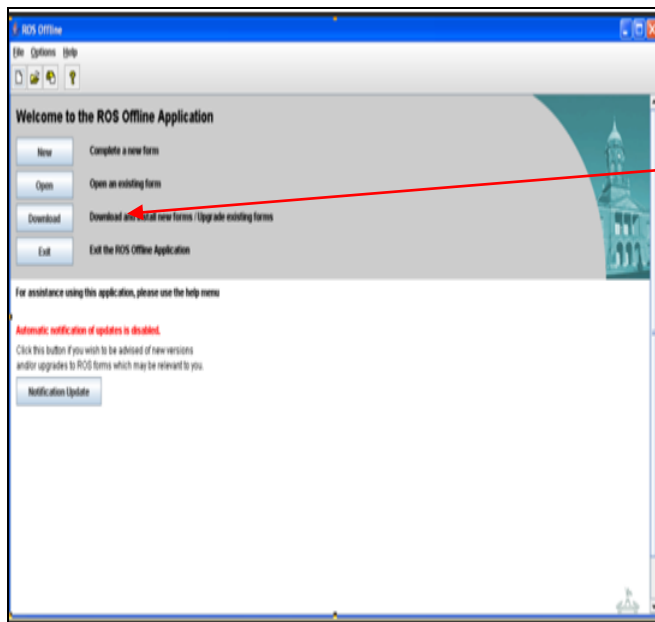 ROS Offline
File Options Help
Welcome to the ROS Offline Application
New Complete a new form
Open Open an existing form
Download Download and install new forms / Upgrade existing forms
Exit Exit the ROS Offline Application
For assistance using this application, please use the help menu
Automatic notification of updates is disabled.
Click this button if you wish to be advised of new versions
and/or upgrades to ROS forms which may be relevant to you.
Notification Update